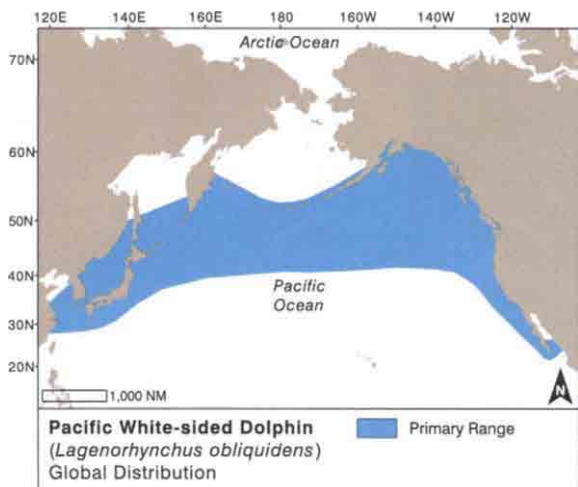 120E 140E 160E 180 160W 140W 120W
Arctic Ocean
70N
60N
50N
40N
Pacific
Ocean
30N
20N
1,000 NM
N
Pacific White-sided Dolphin
(Lagenorhynchus obliquidens)
Global Distribution
Primary Range